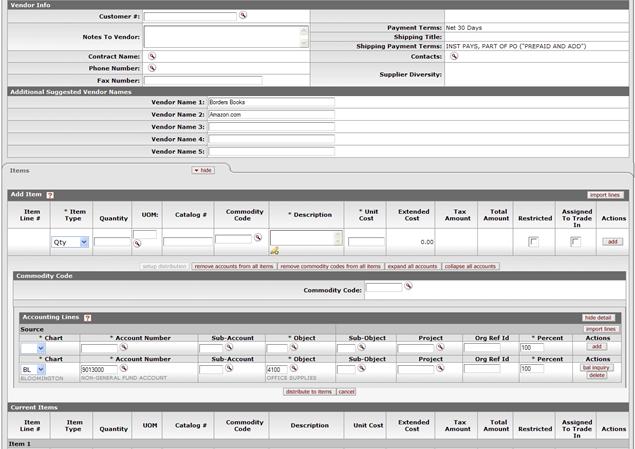 Vendor Info
Customer #:
Payment Terms: Net 30 Days
Notes To Vendor:
Shipping Title:
Shipping Payment Terms: INST PAYS, PART OF PO ("PREPAID AND ADD")
Contract Name:
Contacts:
Phone Number:
Supplier Diversity:
Fax Number:
Additional Suggested Vendor Names
Vendor Name 1: Borders Books
Vendor Name 2: Amazon.com
Vendor Name 3:
Vendor Name 4:
Vendor Name 5:
Items hide
Add Item ? import lines
Item Line # * Item Type Quantity UOM: Catalog # Commodity Code * Description * Unit Cost Extended Cost Tax Amount Total Amount Restricted Assigned To Trade In Actions
Qty 0.00 add
setup distribution remove accounts from all items remove commodity codes from all items expand all accounts collapse all accounts
Commodity Code
Commodity Code:
Accounting Lines ? hide detail
Source import lines
* Chart * Account Number Sub-Account * Object Sub-Object Project Org Ref Id * Percent Actions
100 add
* Chart * Account Number Sub-Account * Object Sub-Object Project Org Ref Id * Percent Actions
BL 9013000 4100 100 bal inquiry
BLOOMINGTON NON-GENERAL FUND ACCOUNT OFFICE SUPPLIES delete
distribute to items cancel
Current Items
Item Line # Item Type Quantity UOM Catalog # Commodity Code Description Unit Cost Extended Cost Tax Amount Total Amount Restricted Assigned To Trade In Actions
Item 1